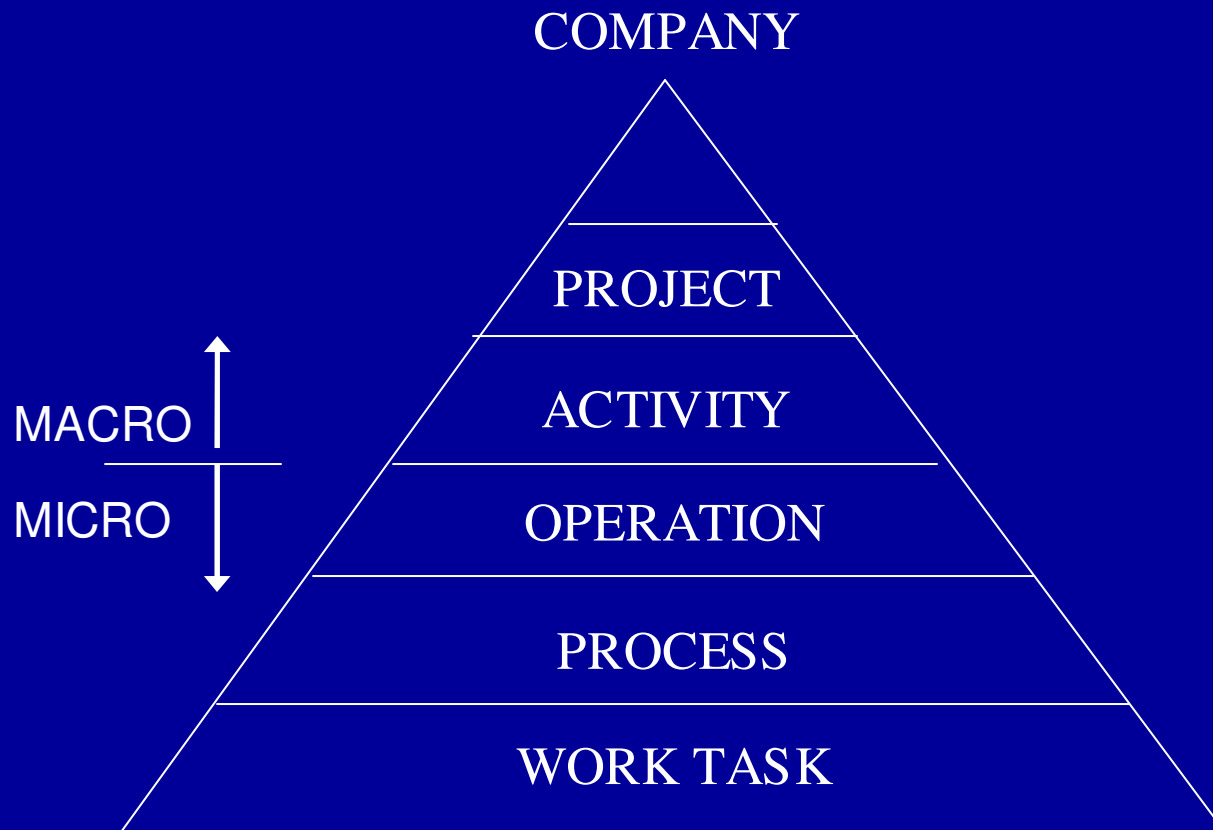 COMPANY
PROJECT
ACTIVITY
MACRO
MICRO
OPERATION
PROCESS
WORK TASK